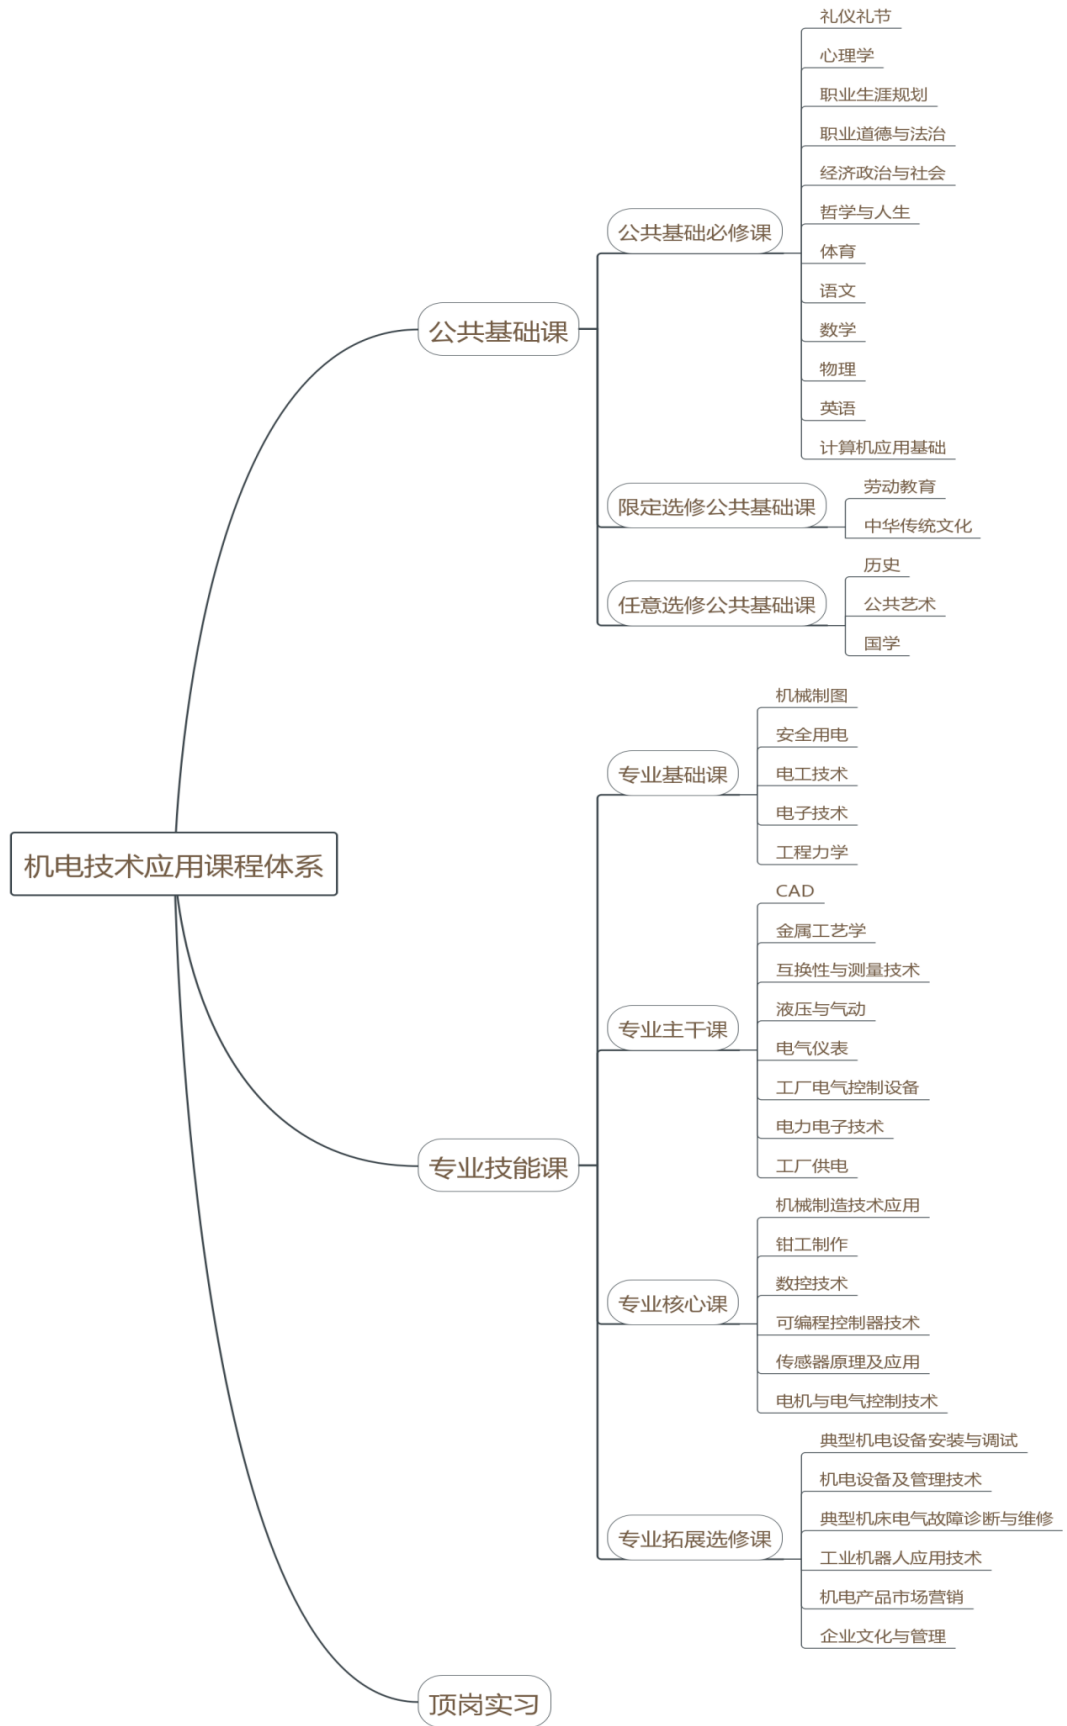 机电技术应用课程体系
公共基础课
公共基础必修课
礼仪礼节
心理学
职业生涯规划
职业道德与法治
经济政治与社会
哲学与人生
体育
语文
数学
物理
英语
计算机应用基础
限定选修公共基础课
劳动教育
中华传统文化
任意选修公共基础课
历史
公共艺术
国学
专业技能课
专业基础课
机械制图
安全用电
电工技术
电子技术
工程力学
专业主干课
CAD
金属工艺学
互换性与测量技术
液压与气动
电气仪表
工厂电气控制设备
电力电子技术
工厂供电
专业核心课
机械制造技术应用
钳工制作
数控技术
可编程控制器技术
传感器原理及应用
电机与电气控制技术
专业拓展选修课
典型机电设备安装与调试
机电设备及管理技术
典型机床电气故障诊断与维修
工业机器人应用技术
机电产品市场营销
企业文化与管理
顶岗实习